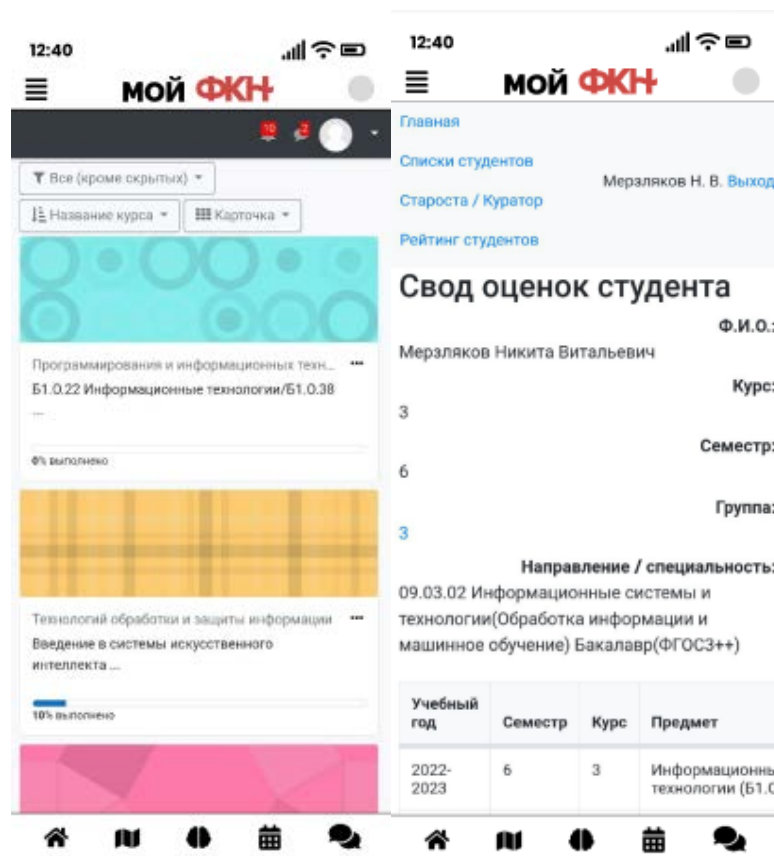 12:40
мой ФКН
10
2
Все (кроме скрытых)
Название курса
Карточка
Программирования и информационных техн...
Б1.О.22 Информационные технологии/Б1.О.38
...
0% выполнено
Технологий обработки и защиты информации
Введение в системы искусственного
интеллекта ...
10% выполнено
12:40
мой ФКН
Главная
Списки студентов
Мерзляков Н. В. Выход
Староста / Куратор
Рейтинг студентов
Свод оценок студента
Ф.И.О.:
Мерзляков Никита Витальевич
Курс:
3
Семестр:
6
Группа:
3
Направление / специальность:
09.03.02 Информационные системы и
технологии(Обработка информации и
машинное обучение) Бакалавр(ФГОС3++)
Учебный год
Семестр
Курс
Предмет
2022-2023
6
3
Информационны
технологии (Б1.О